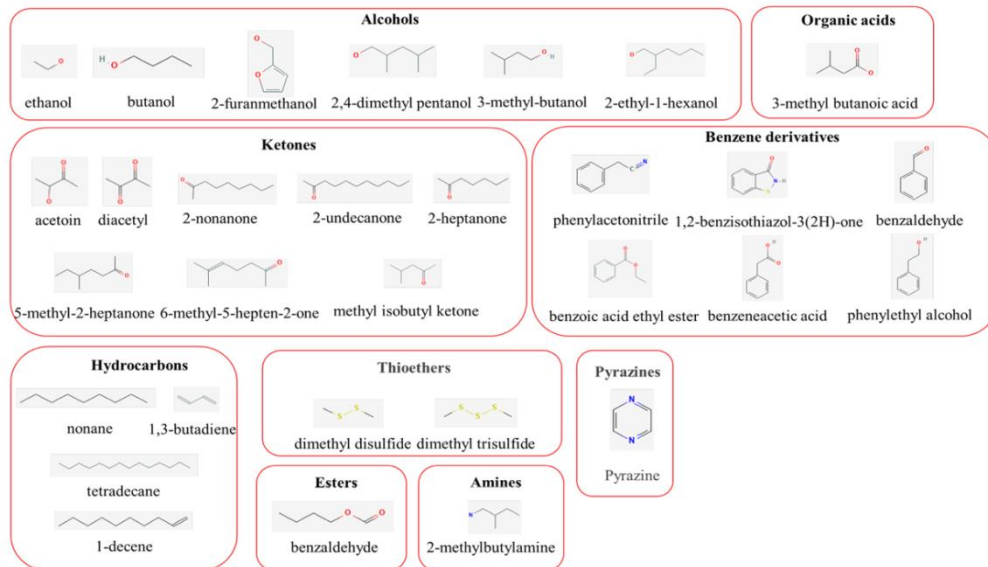 Alcohols
ethanol butanol 2-furanmethanol 2,4-dimethyl pentanol 3-methyl-butanol 2-ethyl-1-hexanol
Organic acids
3-methyl butanoic acid
Ketones
acetoin diacetyl 2-nonanone 2-undecanone 2-heptanone
5-methyl-2-heptanone 6-methyl-5-hepten-2-one methyl isobutyl ketone
Benzene derivatives
phenylacetonitrile 1,2-benzisothiazol-3(2H)-one benzaldehyde
benzoic acid ethyl ester benzeneacetic acid phenylethyl alcohol
Hydrocarbons
nonane 1,3-butadiene
tetradecane
1-decene
Thioethers
dimethyl disulfide dimethyl trisulfide
Pyrazines
N
N
Pyrazine
Esters
benzaldehyde
Amines
2-methylbutylamine